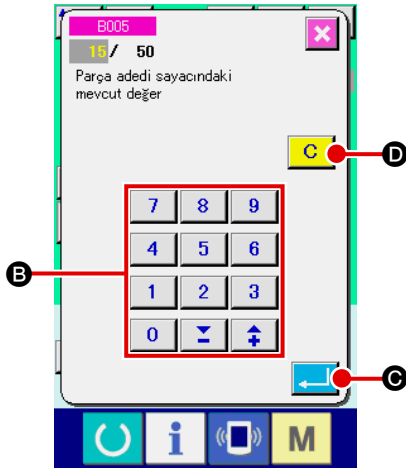 B005
15/ 50
Parça adedi sayacındaki
mevcut değer
C
D
7 8 9
4 5 6
B
1 2 3
0
C
i M